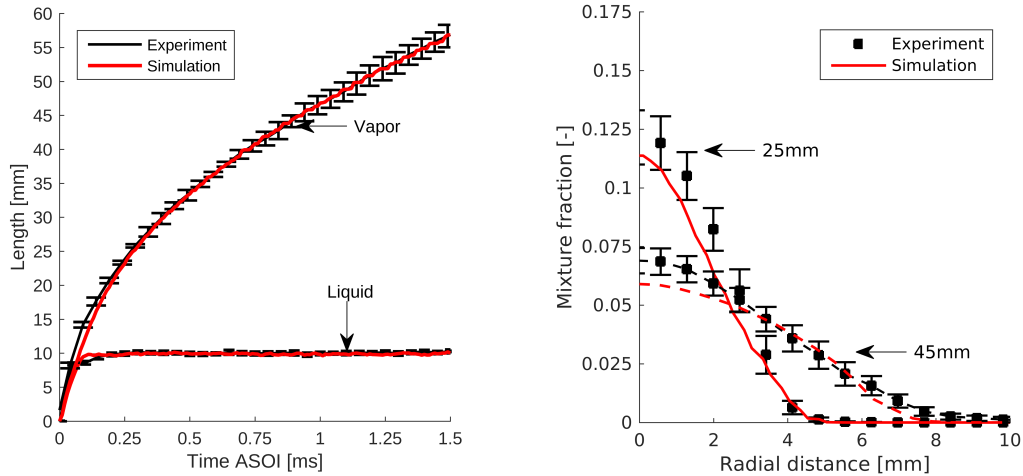 60
55
50
45
40
35
30
25
20
15
10
5
0
Length [mm]
Experiment
Simulation
Vapor
Liquid
0 0.25 0.5 0.75 1 1.25 1.5
Time ASOI [ms]
0.175
0.15
0.125
0.1
0.075
0.05
0.025
0
Mixture fraction [-]
Experiment
Simulation
25mm
45mm
0 2 4 6 8 10
Radial distance [mm]